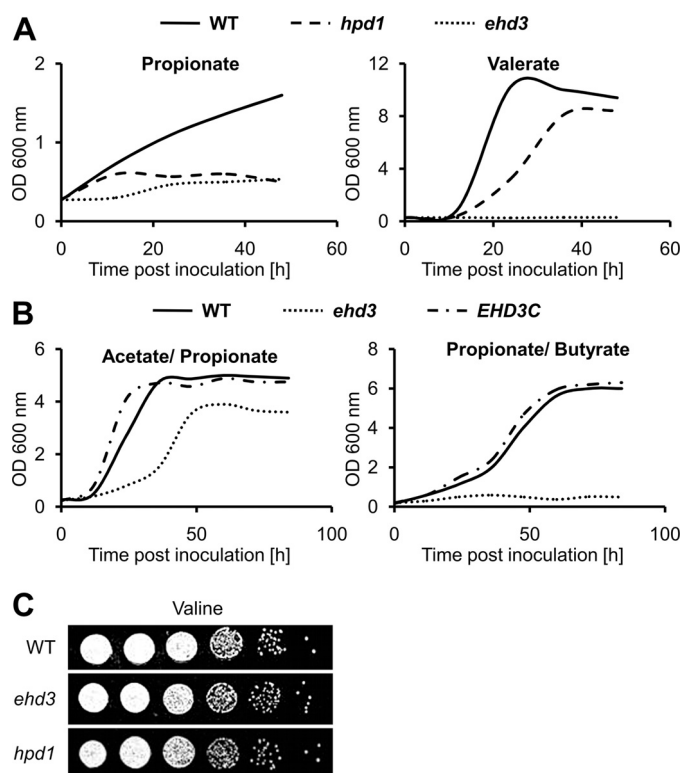 A
WT hpd1 ehd3
Propionate Valerate
OD 600 nm
2
1
0
0 20 40 60
Time post inoculation [h]
OD 600 nm
12
8
4
0
0 20 40 60
Time post inoculation [h]
B
WT ehd3 EHD3C
Acetate/ Propionate Propionate/ Butyrate
OD 600 nm
6
4
2
0
0 50 100
Time post inoculation [h]
OD 600 nm
8
6
4
2
0
0 50 100
Time post inoculation [h]
C
Valine
WT
ehd3
hpd1